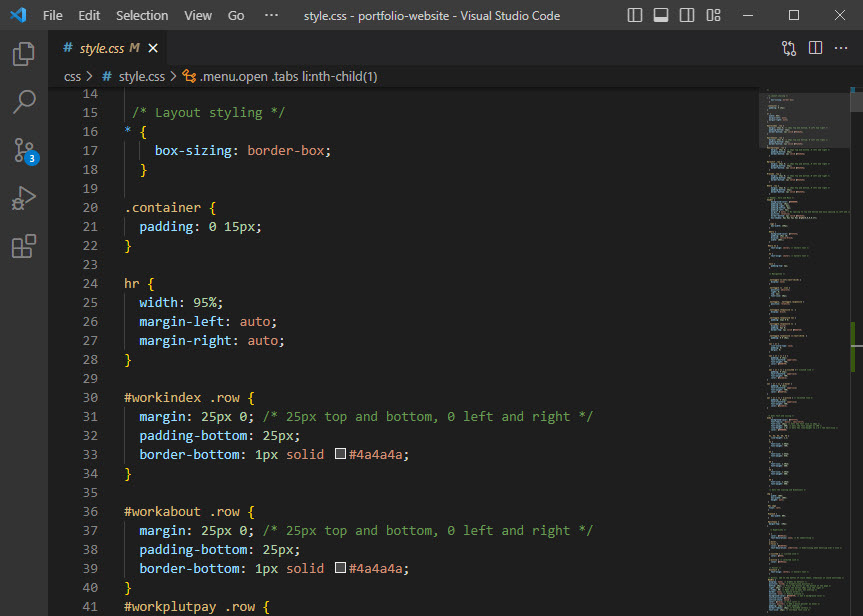 File Edit Selection View Go ··· style.css - portfolio-website - Visual Studio Code
# style.css M
css > # style.css > .menu.open .tabs li:nth-child(1)
14
15 /* Layout styling */
16 * {
17 box-sizing: border-box;
18 }
19
20 .container {
21 padding: 0 15px;
22 }
23
24 hr {
25 width: 95%;
26 margin-left: auto;
27 margin-right: auto;
28 }
29
30 #workindex .row {
31 margin: 25px 0; /* 25px top and bottom, 0 left and right */
32 padding-bottom: 25px;
33 border-bottom: 1px solid #4a4a4a;
34 }
35
36 #workabout .row {
37 margin: 25px 0; /* 25px top and bottom, 0 left and right */
38 padding-bottom: 25px;
39 border-bottom: 1px solid #4a4a4a;
40 }
41 #workplutpay .row {
3